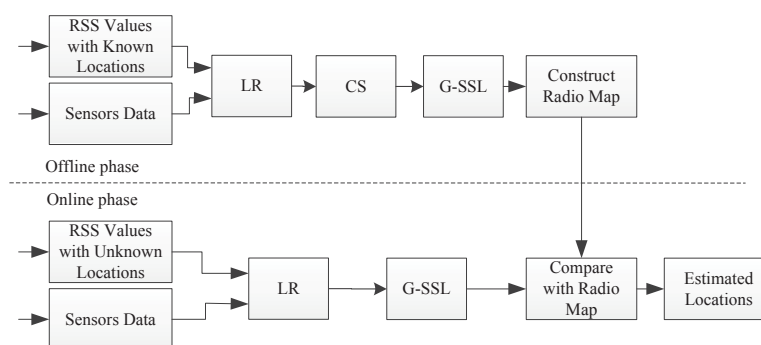 RSS Values
with Known
Locations
Sensors Data
LR
CS
G-SSL
Construct
Radio Map
Offline phase
Online phase
RSS Values
with Unknown
Locations
Sensors Data
LR
G-SSL
Compare
with Radio
Map
Estimated
Locations